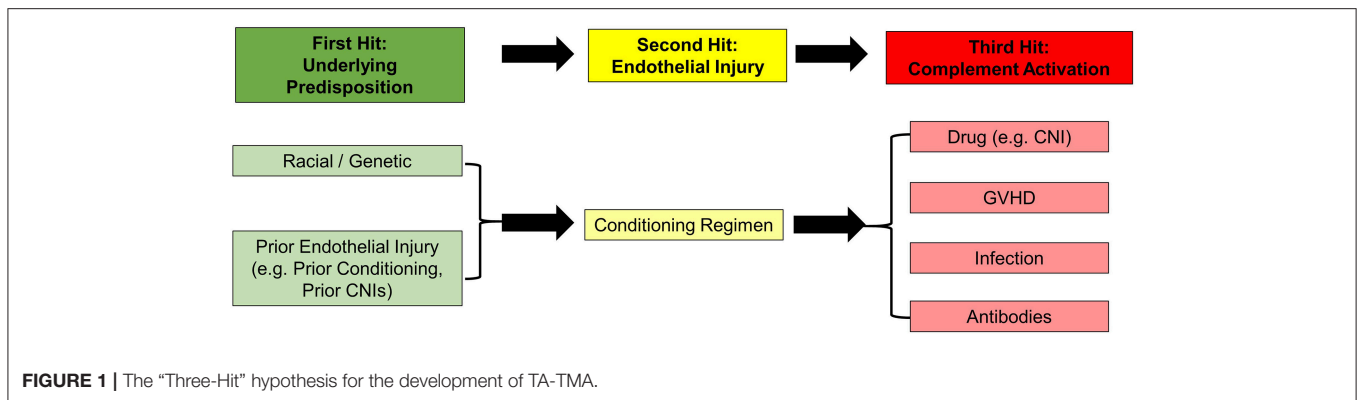 First Hit:
Underlying
Predisposition
Second Hit:
Endothelial Injury
Third Hit:
Complement Activation
Racial / Genetic
Prior Endothelial Injury
(e.g. Prior Conditioning,
Prior CNIs)
Conditioning Regimen
Drug (e.g. CNI)
GVHD
Infection
Antibodies
FIGURE 1 | The “Three-Hit” hypothesis for the development of TA-TMA.